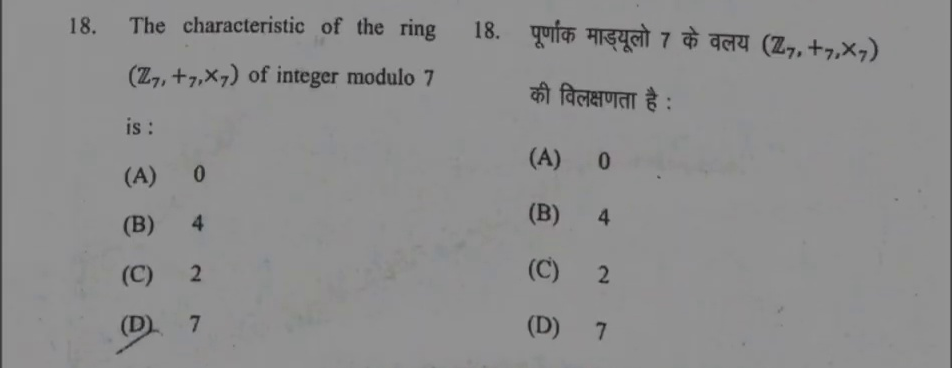 18. The characteristic of the ring
(ℤ₇, +₇,×₇) of integer modulo 7
is :
(A) 0
(B) 4
(C) 2
(D) 7
18. पूर्णांक माड्यूलो 7 के वलय (ℤ₇, +₇,×₇)
की विलक्षणता है :
(A) 0
(B) 4
(C) 2
(D) 7